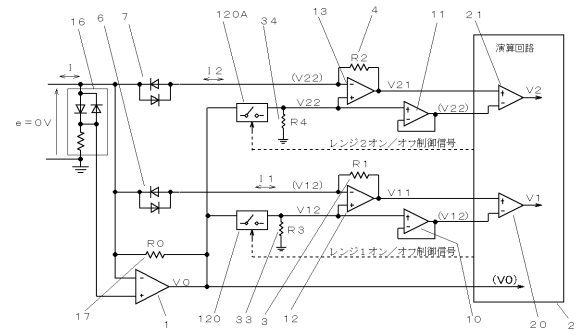 16
6
7
120A
34
13
4
11
21
演算回路
I
I2
(V22)
R2
V21
V2
V22
(V22)
R4
e=0V
レンジ2オン/オフ制御信号
I1
(V12)
R1
V11
V1
V12
(V12)
R3
レンジ1オン/オフ制御信号
R0
V0
(V0)
17
1
120
33
3
12
10
20
2